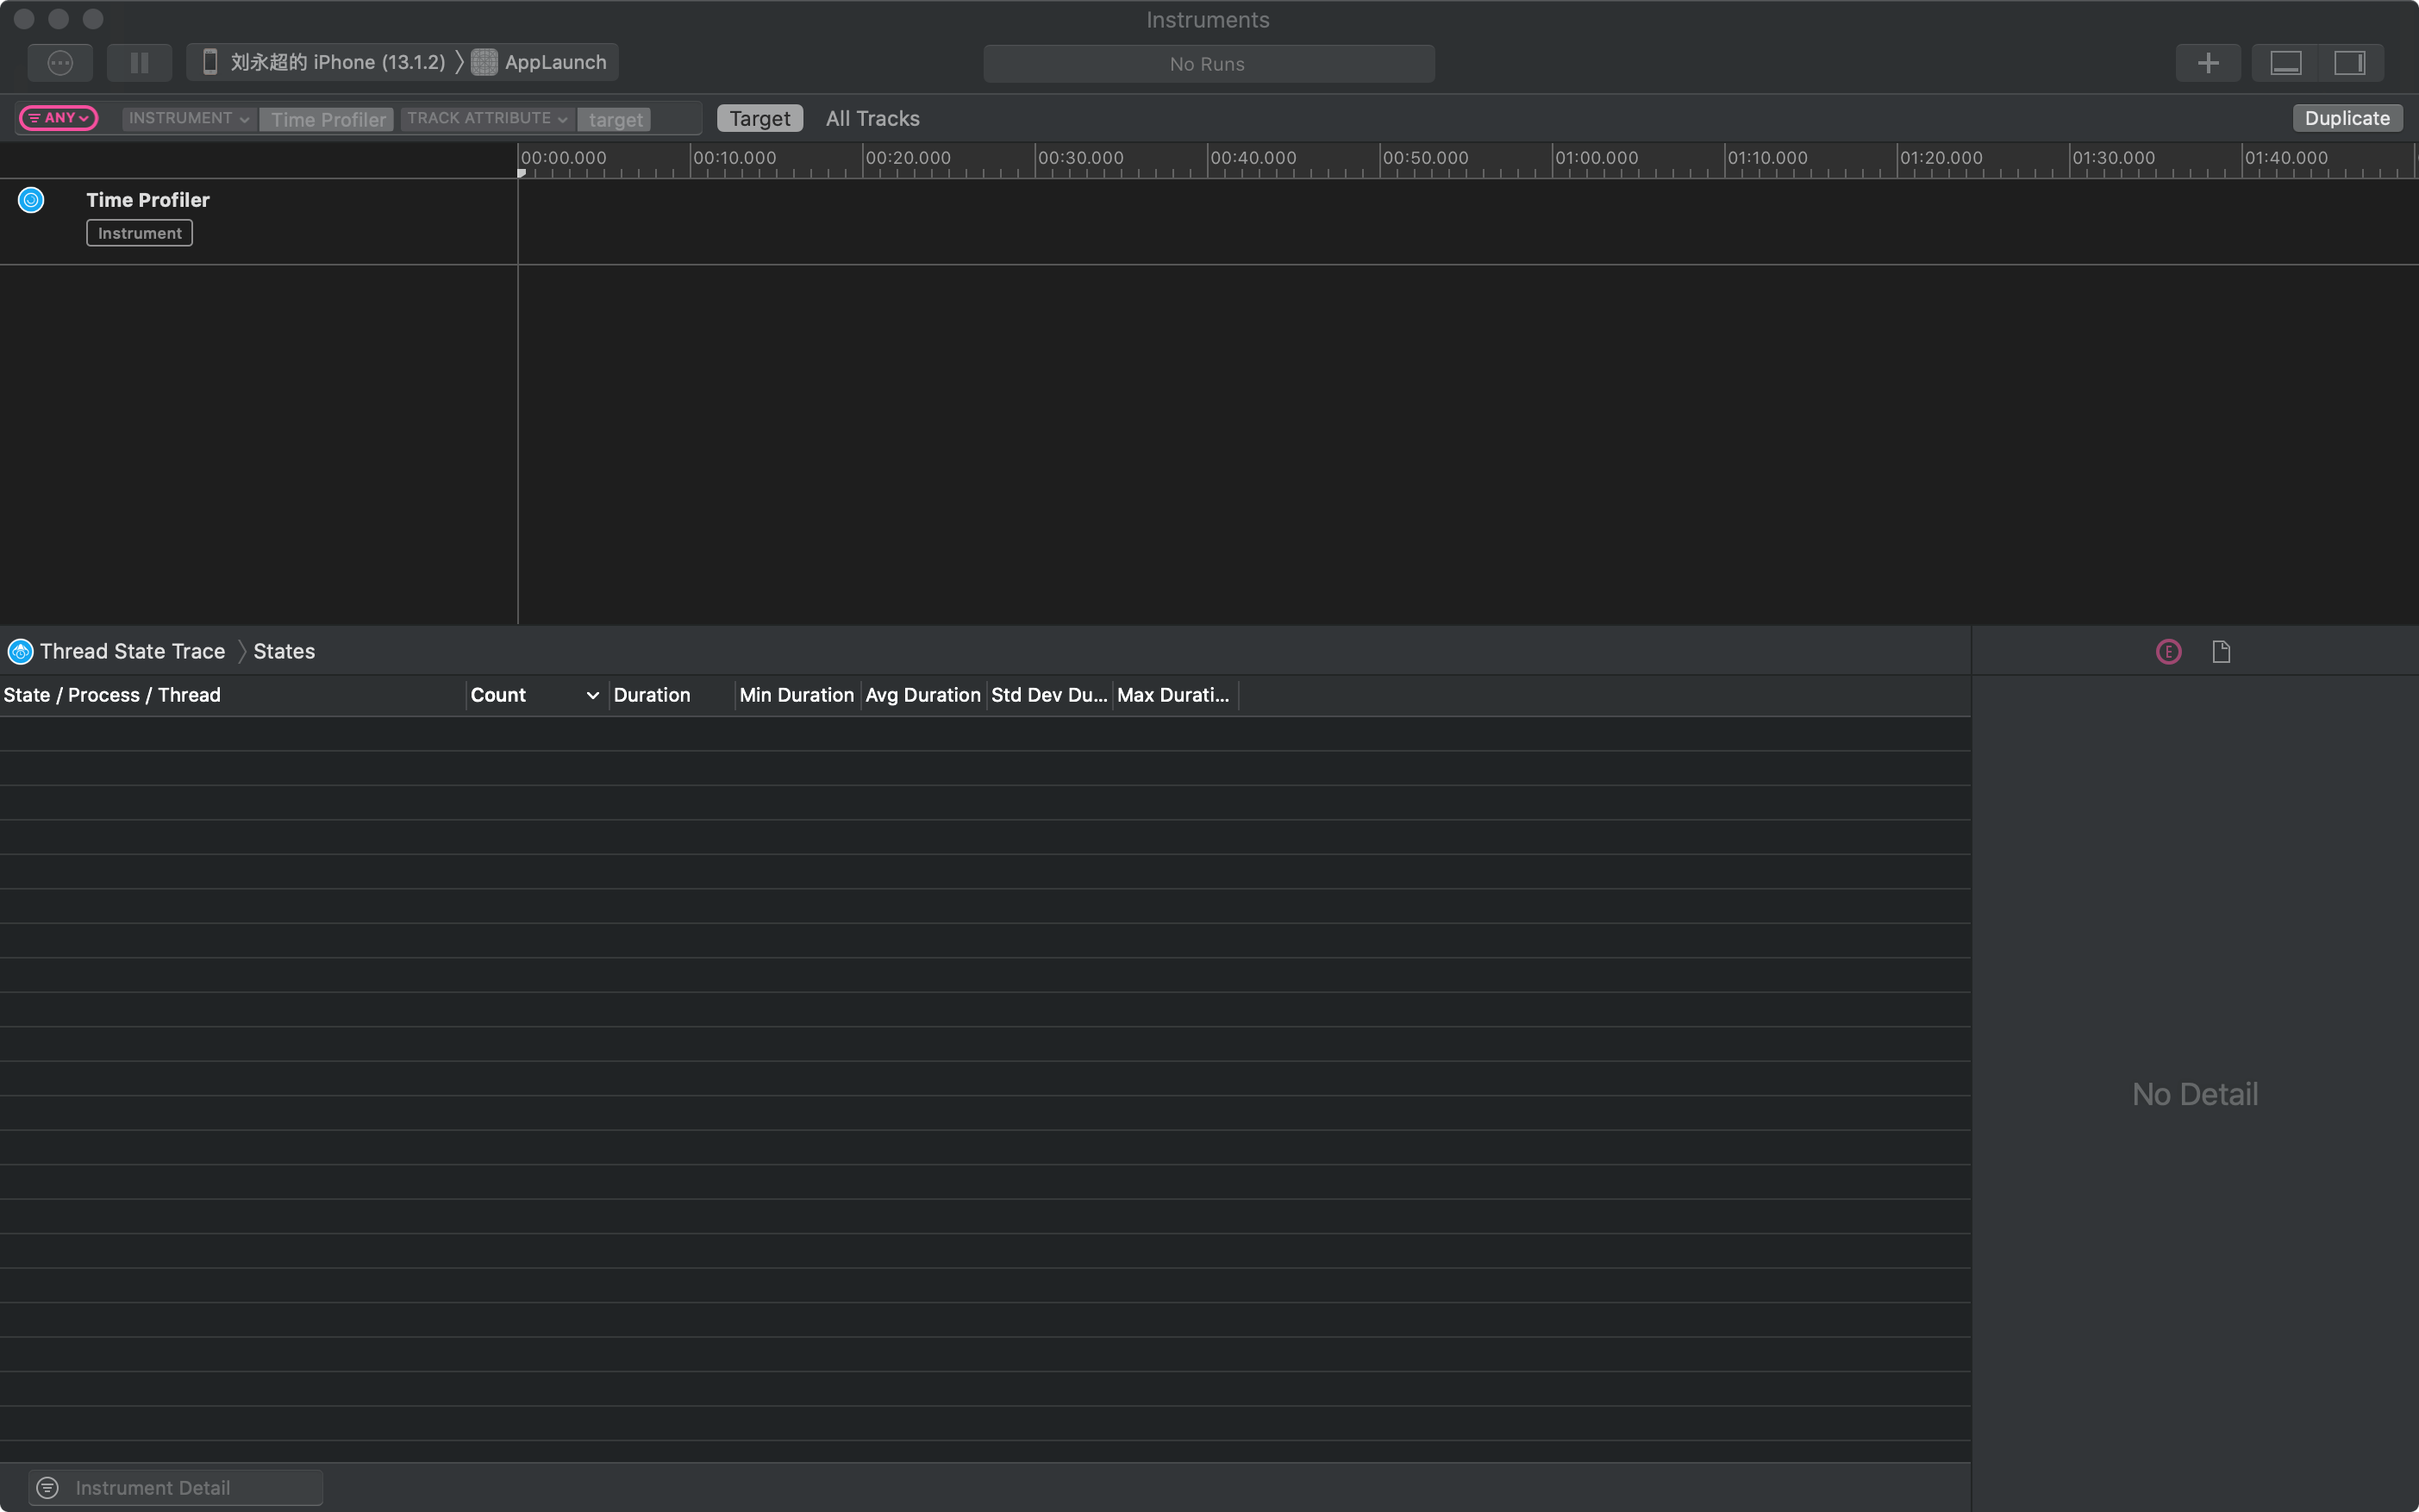 Instruments
刘永超的 iPhone (13.1.2) 〉 AppLaunch No Runs
ANY INSTRUMENT Time Profiler TRACK ATTRIBUTE target Target All Tracks Duplicate
00:00.000 00:10.000 00:20.000 00:30.000 00:40.000 00:50.000 01:00.000 01:10.000 01:20.000 01:30.000 01:40.000
Time Profiler
Instrument
Thread State Trace 〉 States E
State / Process / Thread Count Duration Min Duration Avg Duration Std Dev Du... Max Durati...
No Detail
Instrument Detail